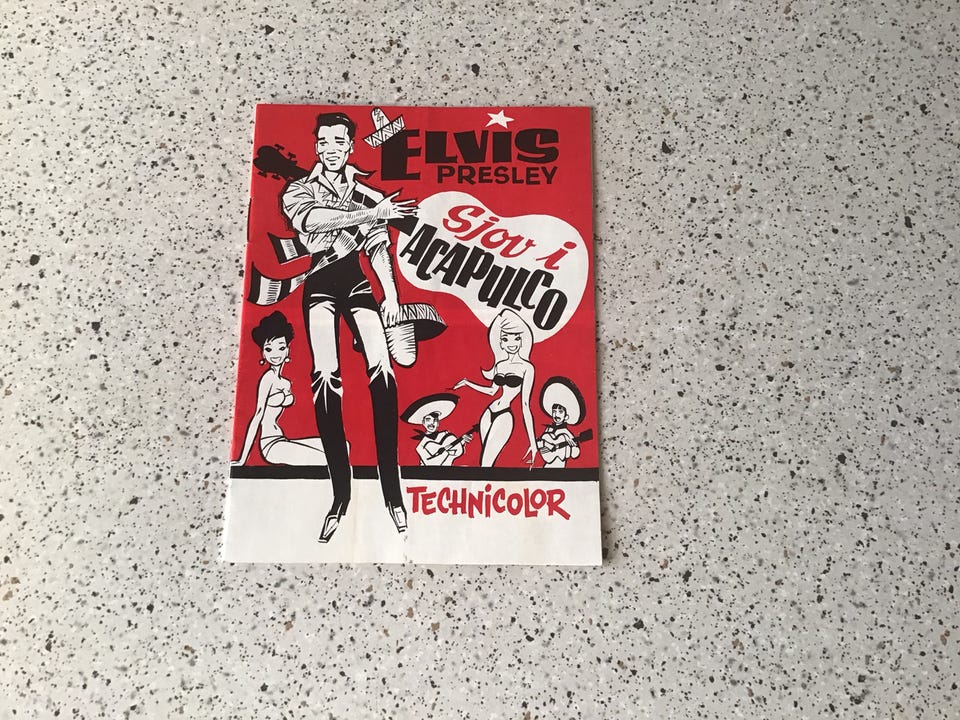 ELVIS
PRESLEY
Sjov i
ACAPULCO
TECHNICOLOR